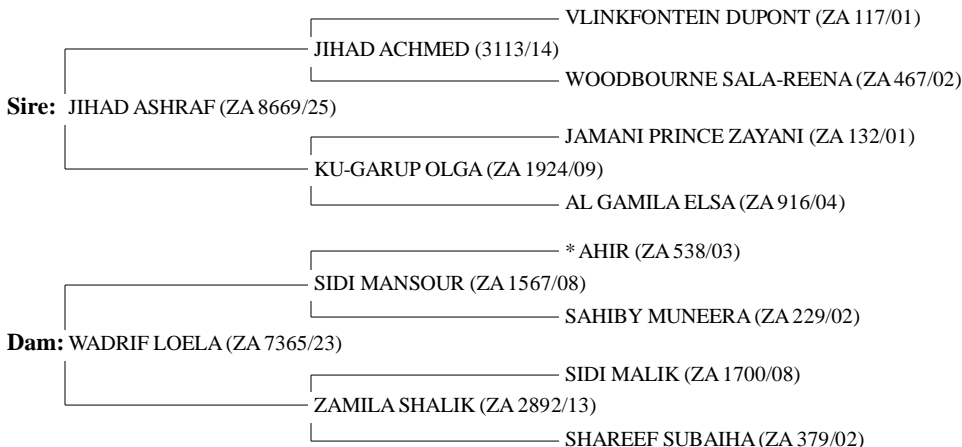 VLINKFONTEIN DUPONT (ZA 117/01)
JIHAD ACHMED (3113/14)
WOODBOURNE SALA-REENA (ZA 467/02)
Sire: JIHAD ASHRAF (ZA 8669/25)
JAMANI PRINCE ZAYANI (ZA 132/01)
KU-GARUP OLGA (ZA 1924/09)
AL GAMILA ELSA (ZA 916/04)
* AHIR (ZA 538/03)
SIDI MANSOUR (ZA 1567/08)
SAHIBY MUNEERA (ZA 229/02)
Dam: WADRIF LOELA (ZA 7365/23)
SIDI MALIK (ZA 1700/08)
ZAMILA SHALIK (ZA 2892/13)
SHAREEF SUBAIHA (ZA 379/02)